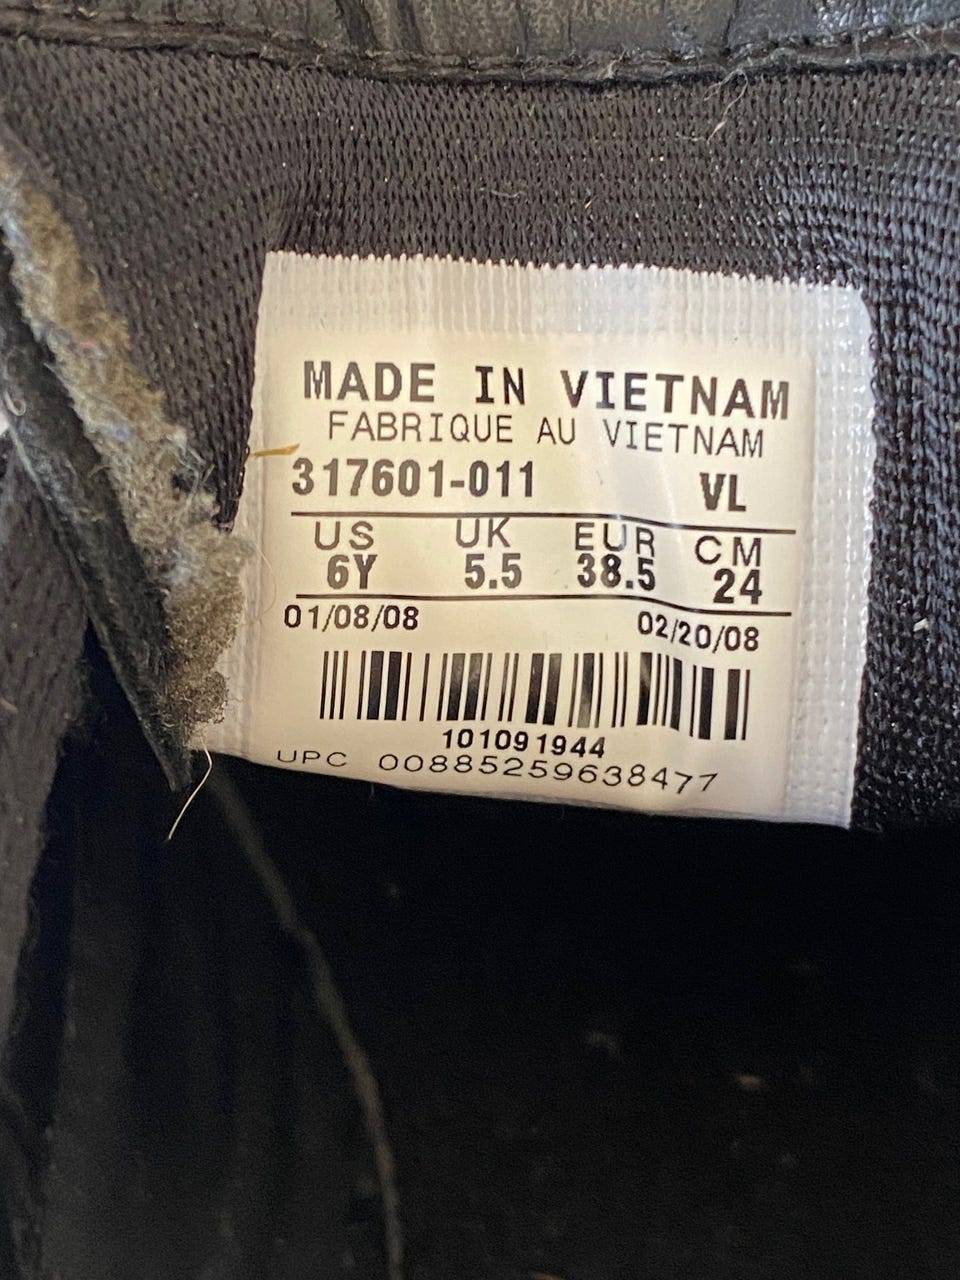 MADE IN VIETNAM
FABRIQUE AU VIETNAM
317601-011 VL
US UK EUR CM
6Y 5.5 38.5 24
01/08/08 02/20/08
101091944
UPC 00885259638477